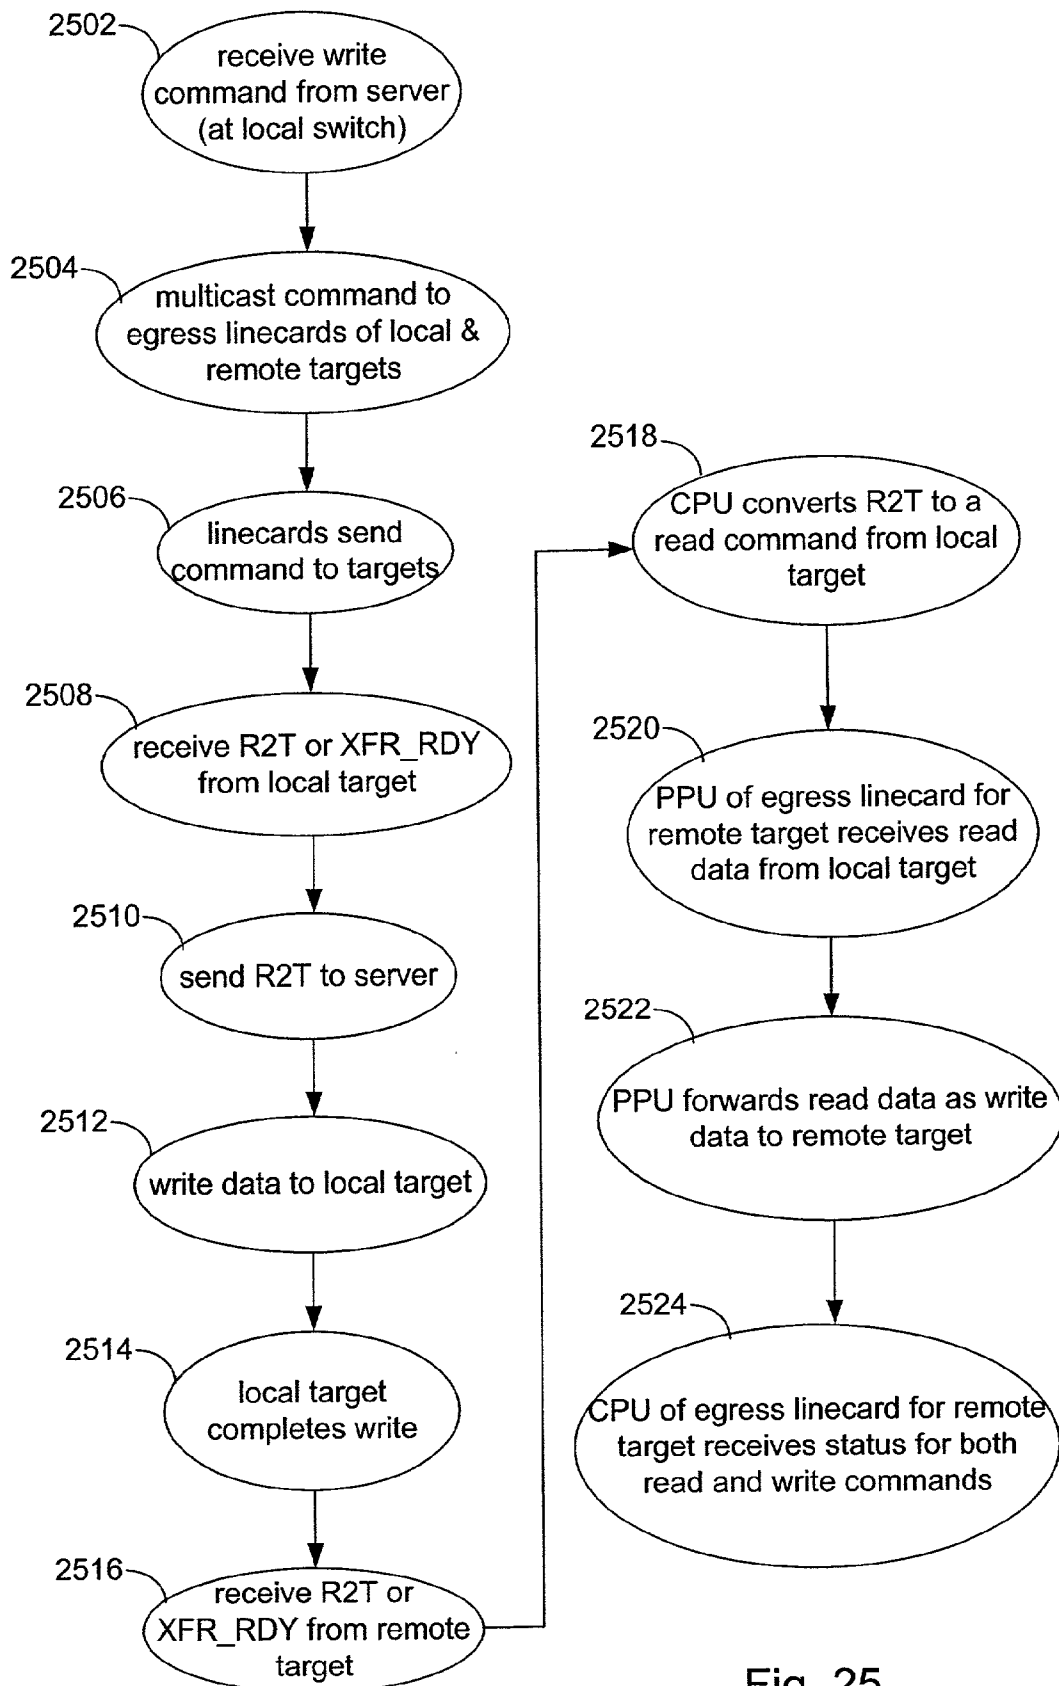 2502
receive write
command from server
(at local switch)
2504
multicast command to
egress linecards of local &
remote targets
2506
linecards send
command to targets
2508
receive R2T or XFR_RDY
from local target
2510
send R2T to server
2512
write data to local target
2514
local target
completes write
2516
receive R2T or
XFR_RDY from remote
target
2518
CPU converts R2T to a
read command from local
target
2520
PPU of egress linecard for
remote target receives read
data from local target
2522
PPU forwards read data as write
data to remote target
2524
CPU of egress linecard for remote
target receives status for both
read and write commands
Fig. 25